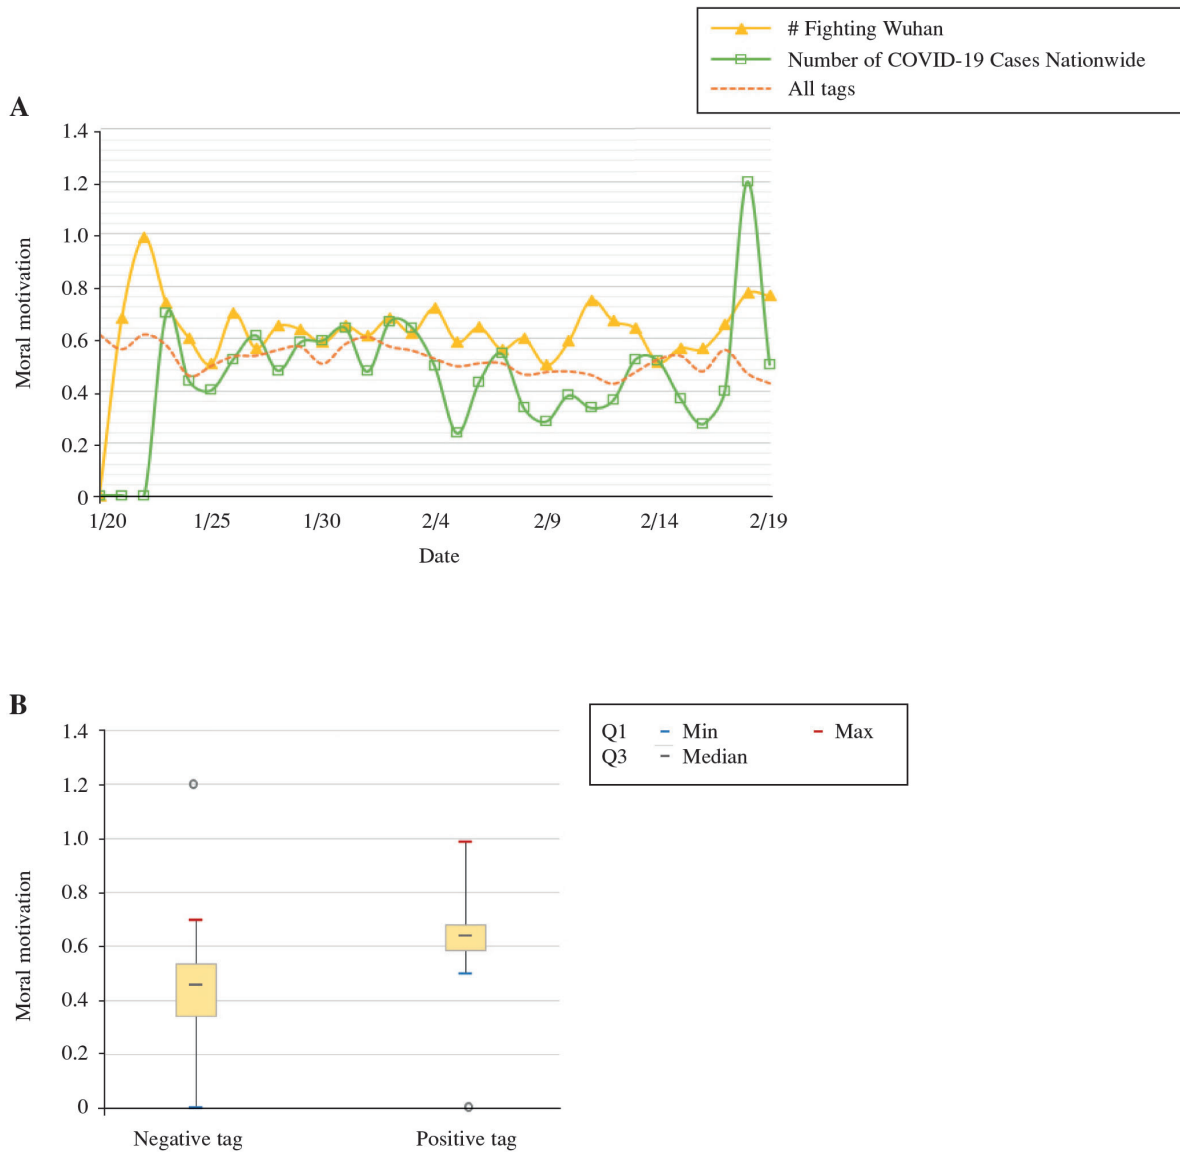 # Fighting Wuhan
Number of COVID-19 Cases Nationwide
All tags
A
1.4
1.2
1.0
0.8
0.6
0.4
0.2
0
Moral motivation
1/20 1/25 1/30 2/4 2/9 2/14 2/19
Date
B
Q1 Min Max
Q3 Median
1.4
1.2
1.0
0.8
0.6
0.4
0.2
0
Moral motivation
Negative tag Positive tag